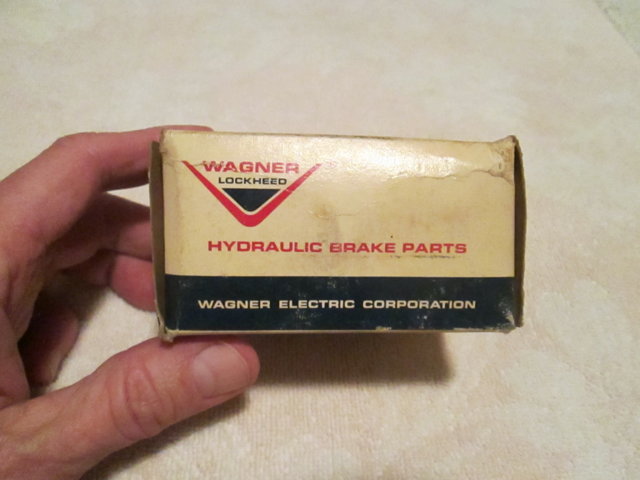 WAGNER
LOCKHEED
HYDRAULIC BRAKE PARTS
WAGNER ELECTRIC CORPORATION